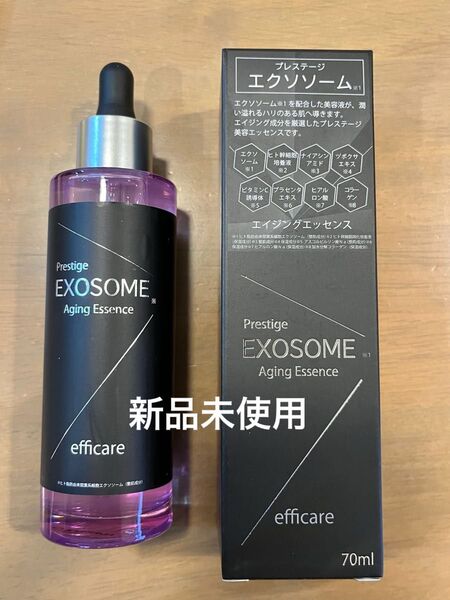 Prestige
EXOSOME※
Aging Essence
efficare
プレステージ
エクソソーム※1
エクソソーム※1を配合した美容液が、潤
い溢れるハリのある肌へ導きます。
エイジング成分を厳選したプレステージ
美容エッセンスです。
エクソソーム※1
ヒト幹細胞培養液※2
ナイアシンアミド※3
ツボクサエキス※4
ビタミンC誘導体※5
プラセンタエキス※6
ヒアルロン酸※7
コラーゲン※8
エイジングエッセンス
Prestige
EXOSOME※1
Aging Essence
新品未使用
efficare
70ml